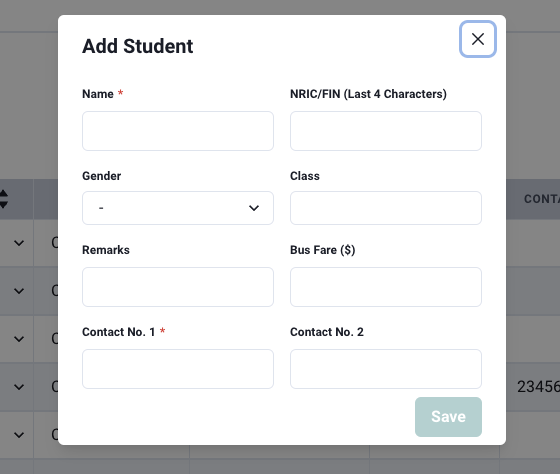 Add Student
Name *
NRIC/FIN (Last 4 Characters)
Gender
Class
-
Remarks
Bus Fare ($)
Contact No. 1 *
Contact No. 2
Save
CONTA
23456